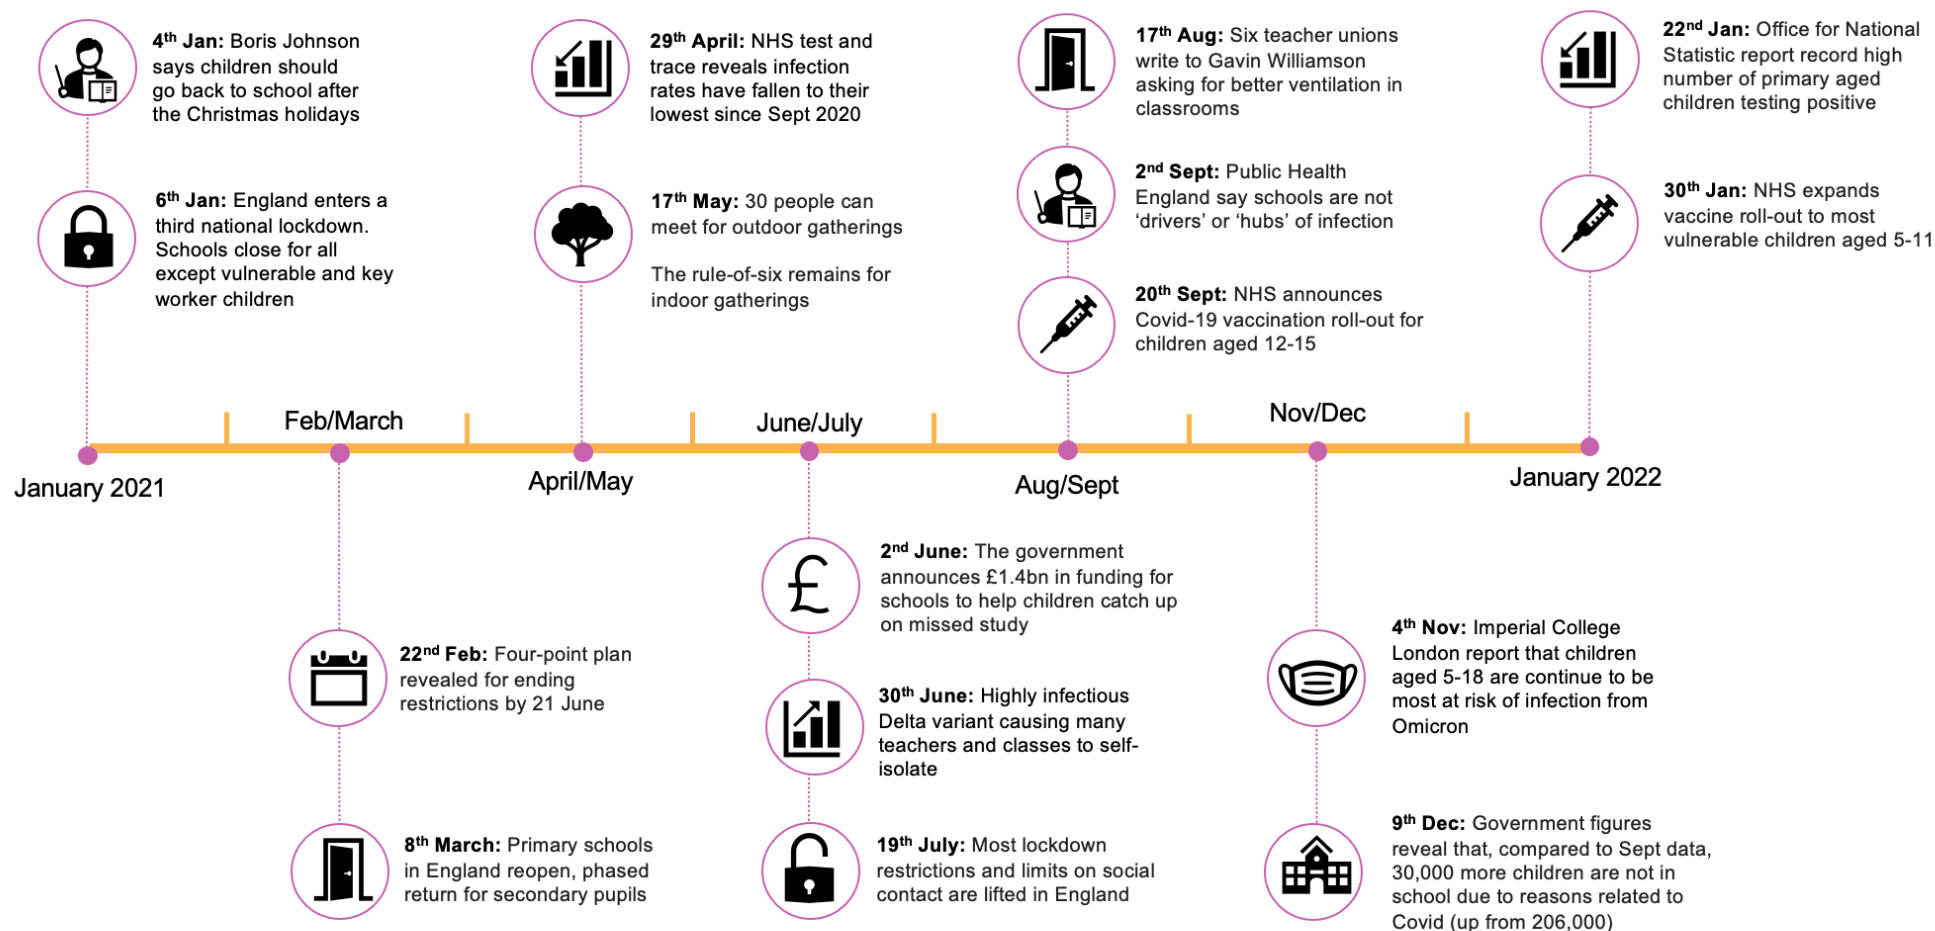 4th Jan: Boris Johnson
says children should
go back to school after
the Christmas holidays
6th Jan: England enters a
third national lockdown.
Schools close for all
except vulnerable and key
worker children
29th April: NHS test and
trace reveals infection
rates have fallen to their
lowest since Sept 2020
17th May: 30 people can
meet for outdoor gatherings
The rule-of-six remains for
indoor gatherings
17th Aug: Six teacher unions
write to Gavin Williamson
asking for better ventilation in
classrooms
2nd Sept: Public Health
England say schools are not
‘drivers’ or ‘hubs’ of infection
20th Sept: NHS announces
Covid-19 vaccination roll-out for
children aged 12-15
22nd Jan: Office for National
Statistic report record high
number of primary aged
children testing positive
30th Jan: NHS expands
vaccine roll-out to most
vulnerable children aged 5-11
January 2021
Feb/March
April/May
June/July
Aug/Sept
Nov/Dec
January 2022
22nd Feb: Four-point plan
revealed for ending
restrictions by 21 June
8th March: Primary schools
in England reopen, phased
return for secondary pupils
£
2nd June: The government
announces £1.4bn in funding for
schools to help children catch up
on missed study
30th June: Highly infectious
Delta variant causing many
teachers and classes to self-
isolate
19th July: Most lockdown
restrictions and limits on social
contact are lifted in England
4th Nov: Imperial College
London report that children
aged 5-18 are continue to be
most at risk of infection from
Omicron
9th Dec: Government figures
reveal that, compared to Sept data,
30,000 more children are not in
school due to reasons related to
Covid (up from 206,000)